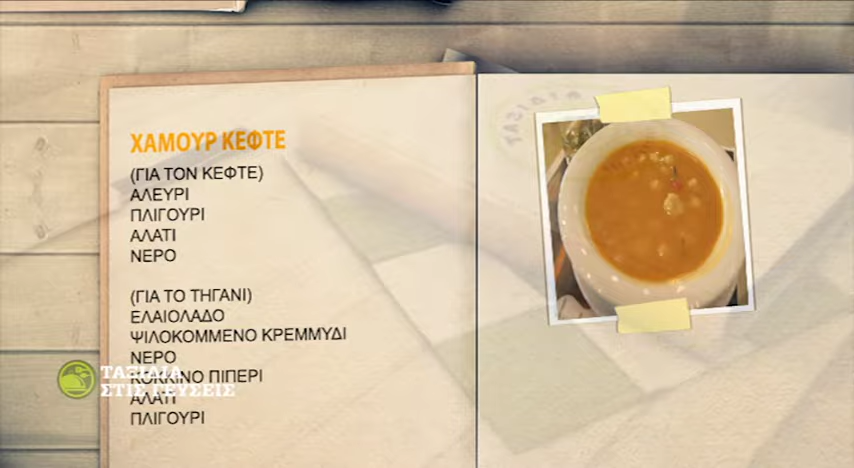 ΧΑΜΟΥΡ ΚΕΦΤΕ
(ΓΙΑ ΤΟΝ ΚΕΦΤΕ)
ΑΛΕΥΡΙ
ΠΛΙΓΟΥΡΙ
ΑΛΑΤΙ
ΝΕΡΟ
(ΓΙΑ ΤΟ ΤΗΓΑΝΙ)
ΕΛΑΙΟΛΑΔΟ
ΨΙΛΟΚΟΜΜΕΝΟ ΚΡΕΜΜΥΔΙ
ΝΕΡΟ
ΚΟΚΚΙΝΟ ΠΙΠΕΡΙ
ΑΛΑΤΙ
ΠΛΙΓΟΥΡΙ
ΤΑΞΙΔΙΑ
ΣΤΙΣ ΓΕΥΣΕΙΣ